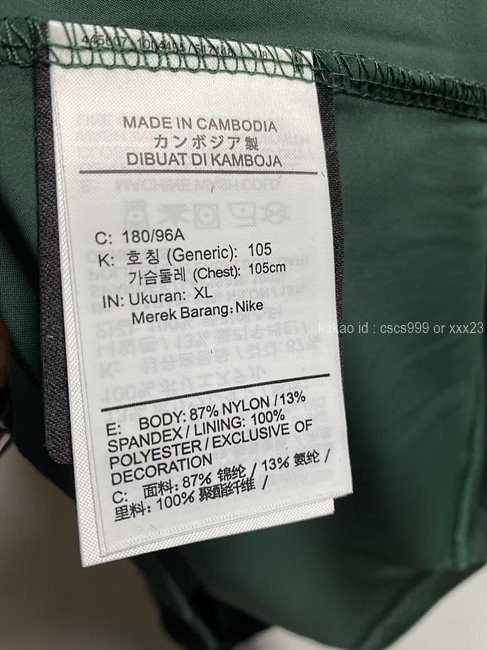 MADE IN CAMBODIA
カンボジア製
DIBUAT DI KAMBOJA
C: 180/96A
K: 호칭 (Generic): 105
가슴둘레 (Chest): 105cm
IN: Ukuran: XL
Merek Barang: Nike
kakao id : cscs999 or xxx23
E: BODY: 87% NYLON /13%
SPANDEX / LINING: 100%
POLYESTER / EXCLUSIVE OF
DECORATION
C: 面料: 87% 锦纶 / 13% 氨纶 /
里料: 100% 聚酯纤维 /